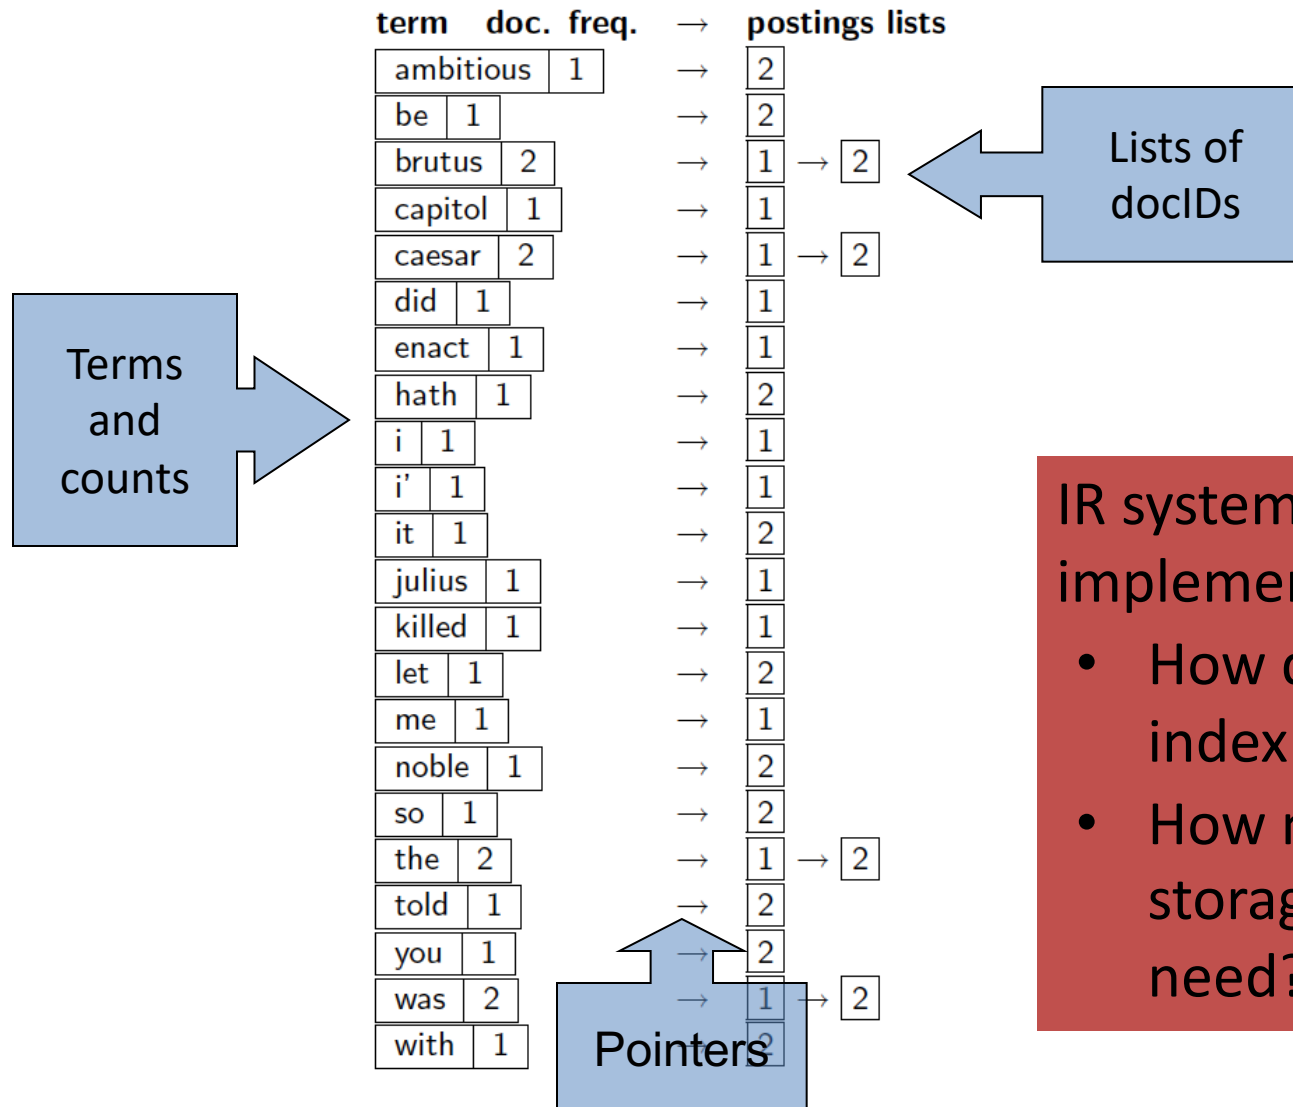 term doc. freq. → postings lists
ambitious 1 → 2
be 1 → 2
brutus 2 → 1 → 2
capitol 1 → 1
caesar 2 → 1 → 2
did 1 → 1
enact 1 → 1
hath 1 → 2
i 1 → 1
i' 1 → 1
it 1 → 2
julius 1 → 1
killed 1 → 1
let 1 → 2
me 1 → 1
noble 1 → 2
so 1 → 2
the 2 → 1 → 2
told 1 → 2
you 1 → 2
was 2 → 1 → 2
with 1 → 2
Terms
and
counts
Lists of
docIDs
Pointers
IR system
• How
index
• How
need?